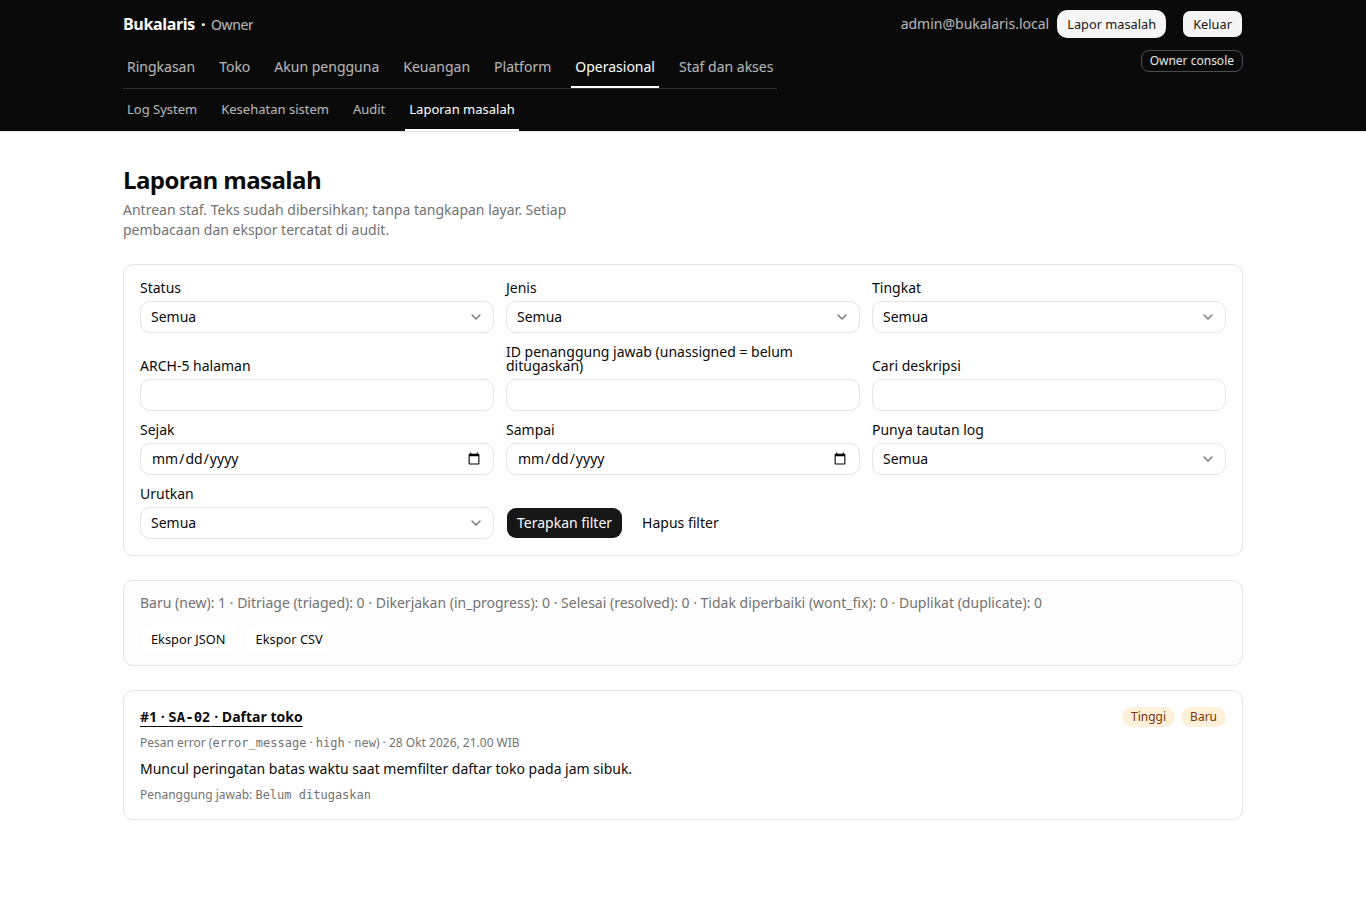 Bukalaris · Owner
admin@bukalaris.local
Lapor masalah
Keluar
Ringkasan
Toko
Akun pengguna
Keuangan
Platform
Operasional
Staf dan akses
Owner console
Log System
Kesehatan sistem
Audit
Laporan masalah
Laporan masalah
Antrean staf. Teks sudah dibersihkan; tanpa tangkapan layar. Setiap
pembacaan dan ekspor tercatat di audit.
Status
Jenis
Tingkat
Semua
Semua
Semua
ARCH-5 halaman
ID penanggung jawab (unassigned = belum
ditugaskan)
Cari deskripsi
Sejak
Sampai
Punya tautan log
mm/dd/yyyy
mm/dd/yyyy
Semua
Urutkan
Semua
Terapkan filter
Hapus filter
Baru (new): 1 · Ditriage (triaged): 0 · Dikerjakan (in_progress): 0 · Selesai (resolved): 0 · Tidak diperbaiki (wont_fix): 0 · Duplikat (duplicate): 0
Ekspor JSON
Ekspor CSV
#1 · SA-02 · Daftar toko
Tinggi
Baru
Pesan error (error_message · high · new) · 28 Okt 2026, 21.00 WIB
Muncul peringatan batas waktu saat memfilter daftar toko pada jam sibuk.
Penanggung jawab: Belum ditugaskan